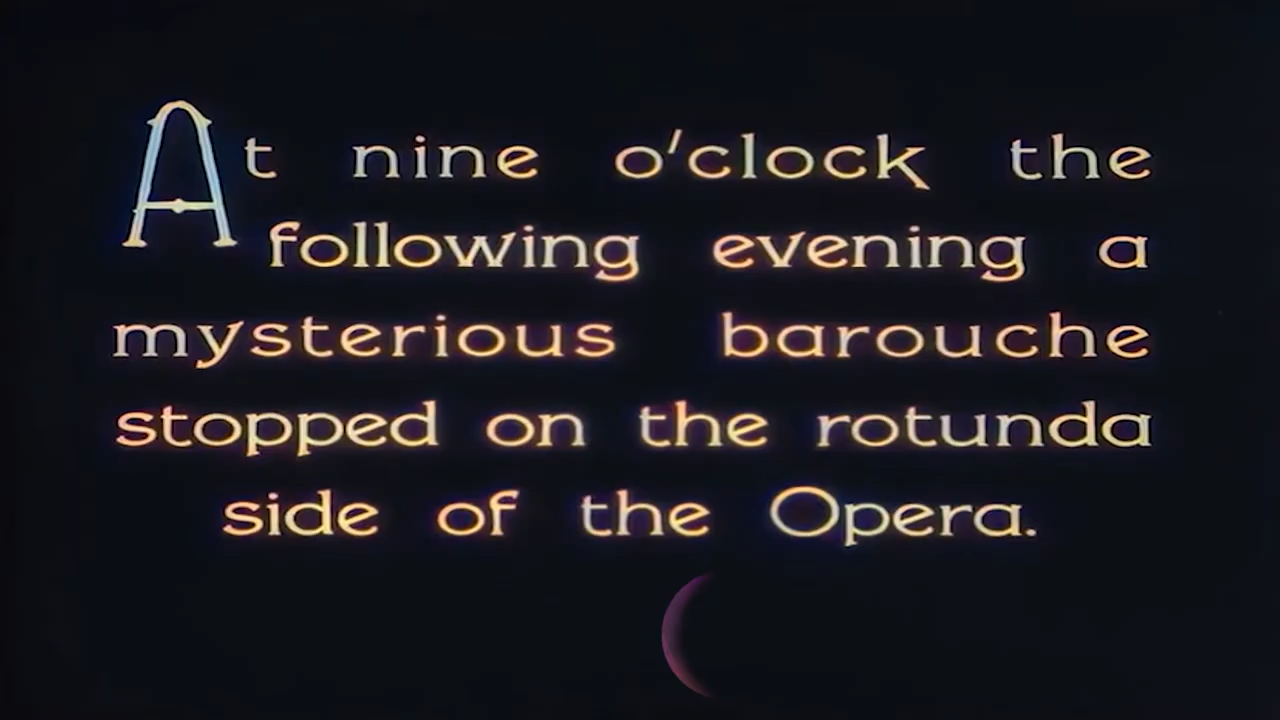 At nine o'clock the
following evening a
mysterious barouche
stopped on the rotunda
side of the Opera.